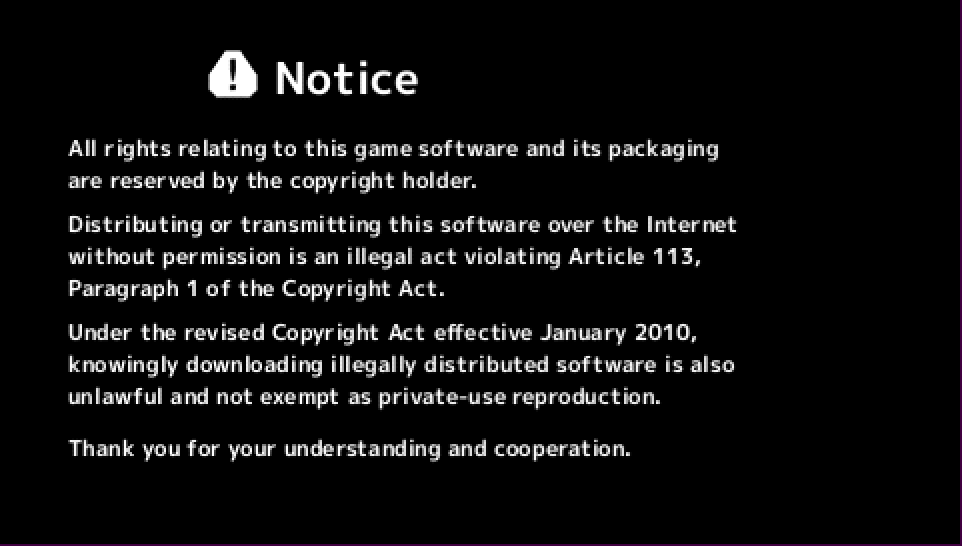 Notice
All rights relating to this game software and its packaging
are reserved by the copyright holder.
Distributing or transmitting this software over the Internet
without permission is an illegal act violating Article 113,
Paragraph 1 of the Copyright Act.
Under the revised Copyright Act effective January 2010,
knowingly downloading illegally distributed software is also
unlawful and not exempt as private-use reproduction.
Thank you for your understanding and cooperation.